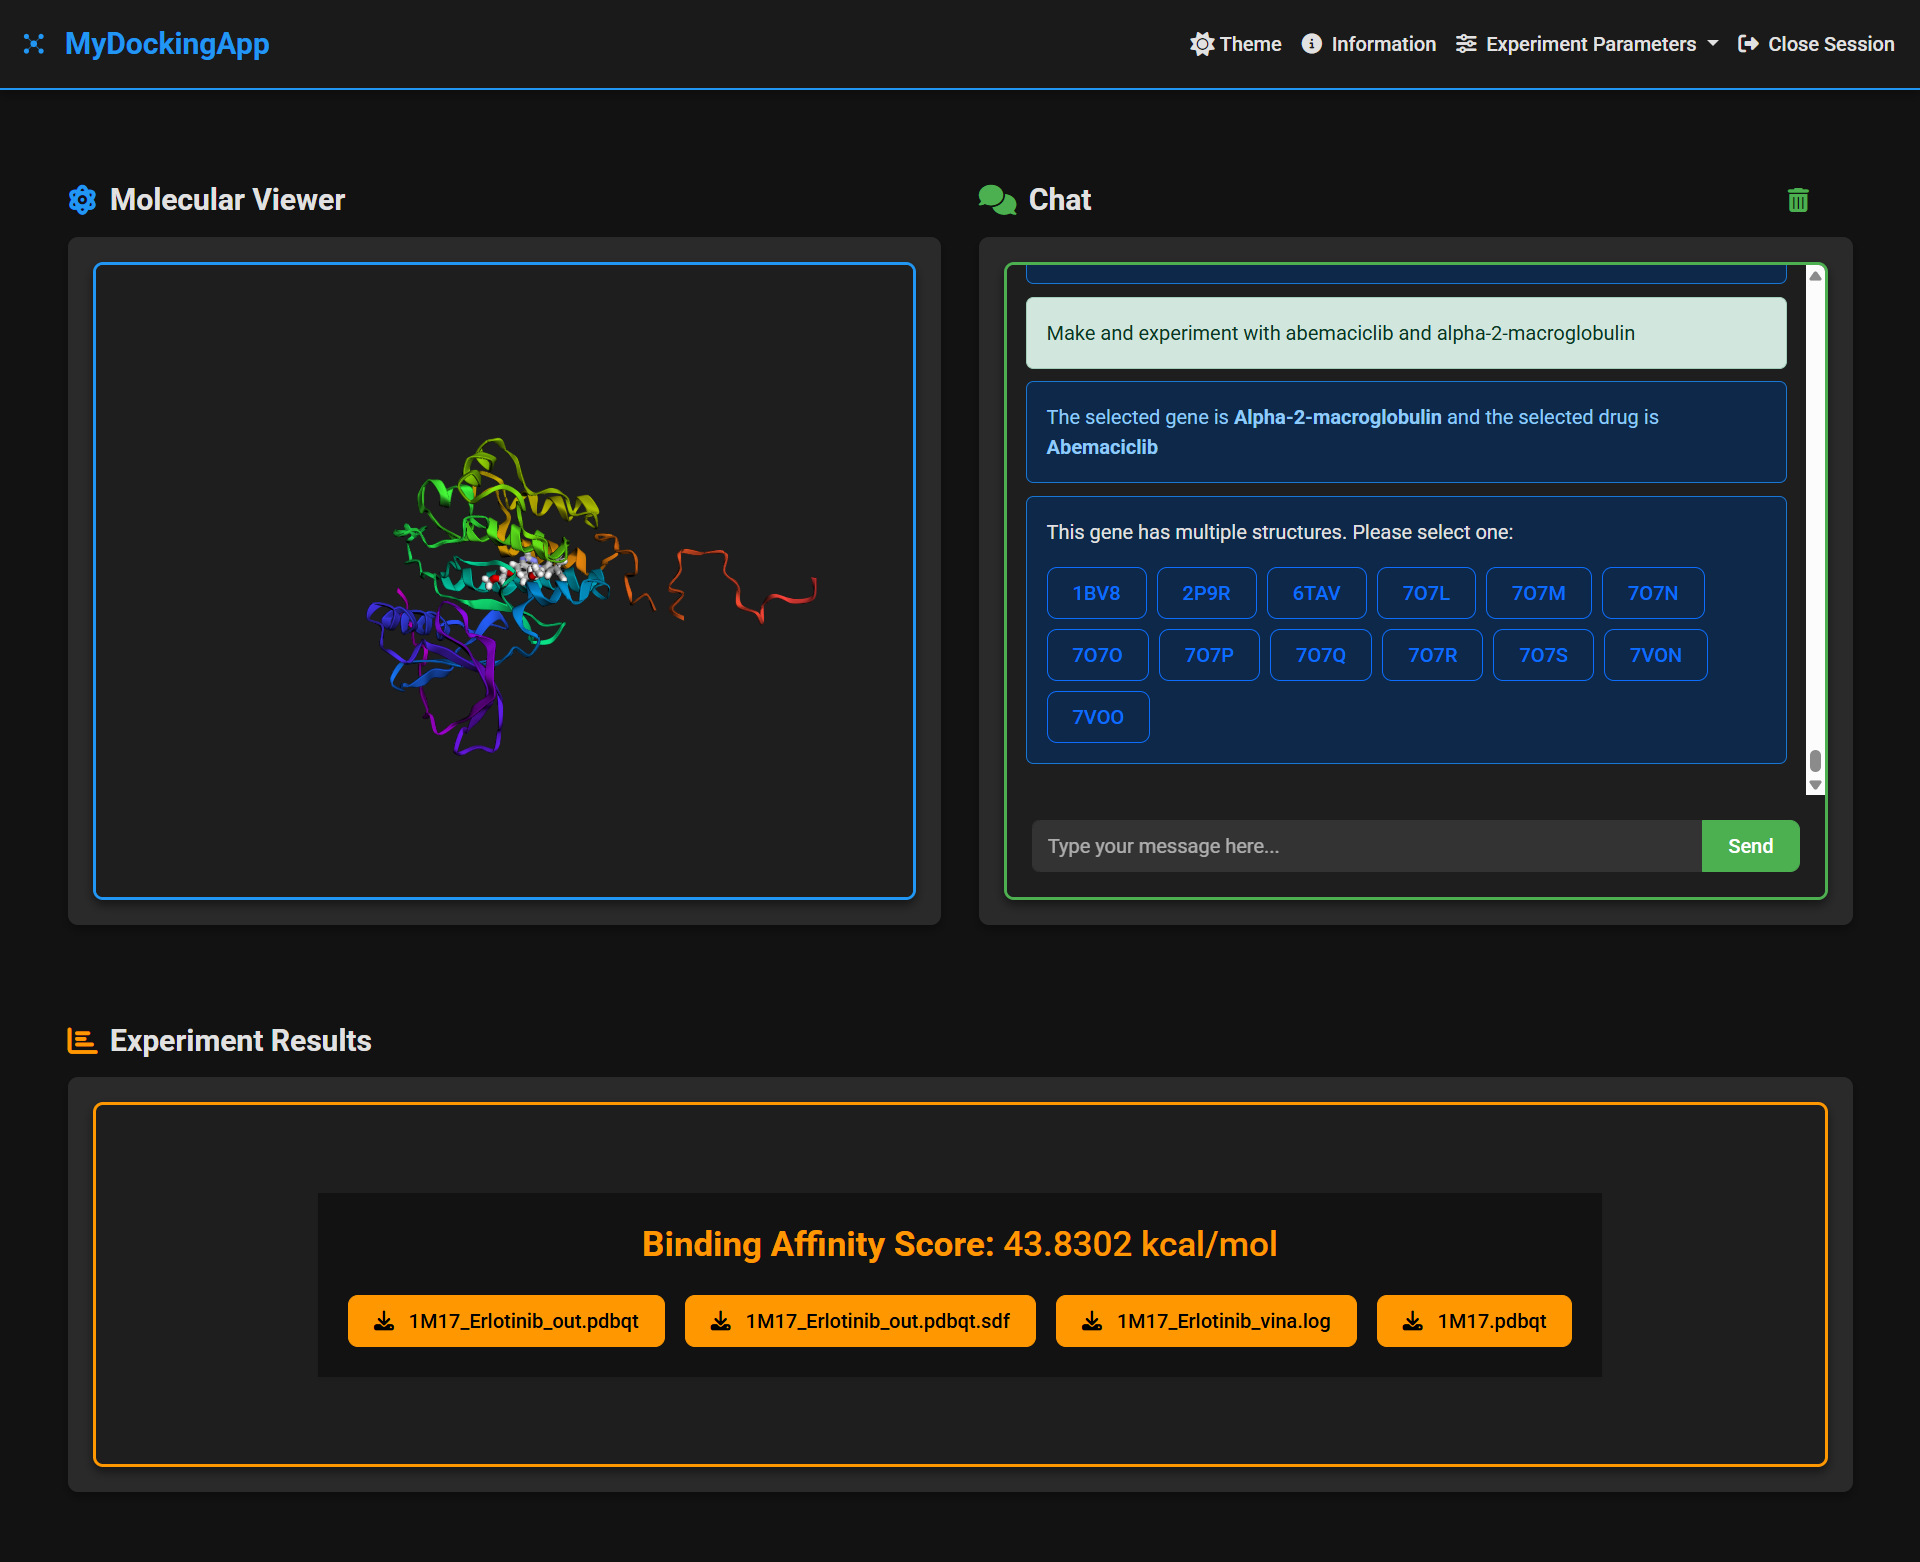 MyDockingApp
Theme
Information
Experiment Parameters
Close Session
Molecular Viewer
Chat
Make and experiment with abemaciclib and alpha-2-macroglobulin
The selected gene is Alpha-2-macroglobulin and the selected drug is
Abemaciclib
This gene has multiple structures. Please select one:
1BV8 2P9R 6TAV 7O7L 7O7M 7O7N
7O7O 7O7P 7O7Q 7O7R 7O7S 7VON
7VOO
Type your message here...
Send
Experiment Results
Binding Affinity Score: 43.8302 kcal/mol
1M17_Erlotinib_out.pdbqt 1M17_Erlotinib_out.pdbqt.sdf 1M17_Erlotinib_vina.log 1M17.pdbqt